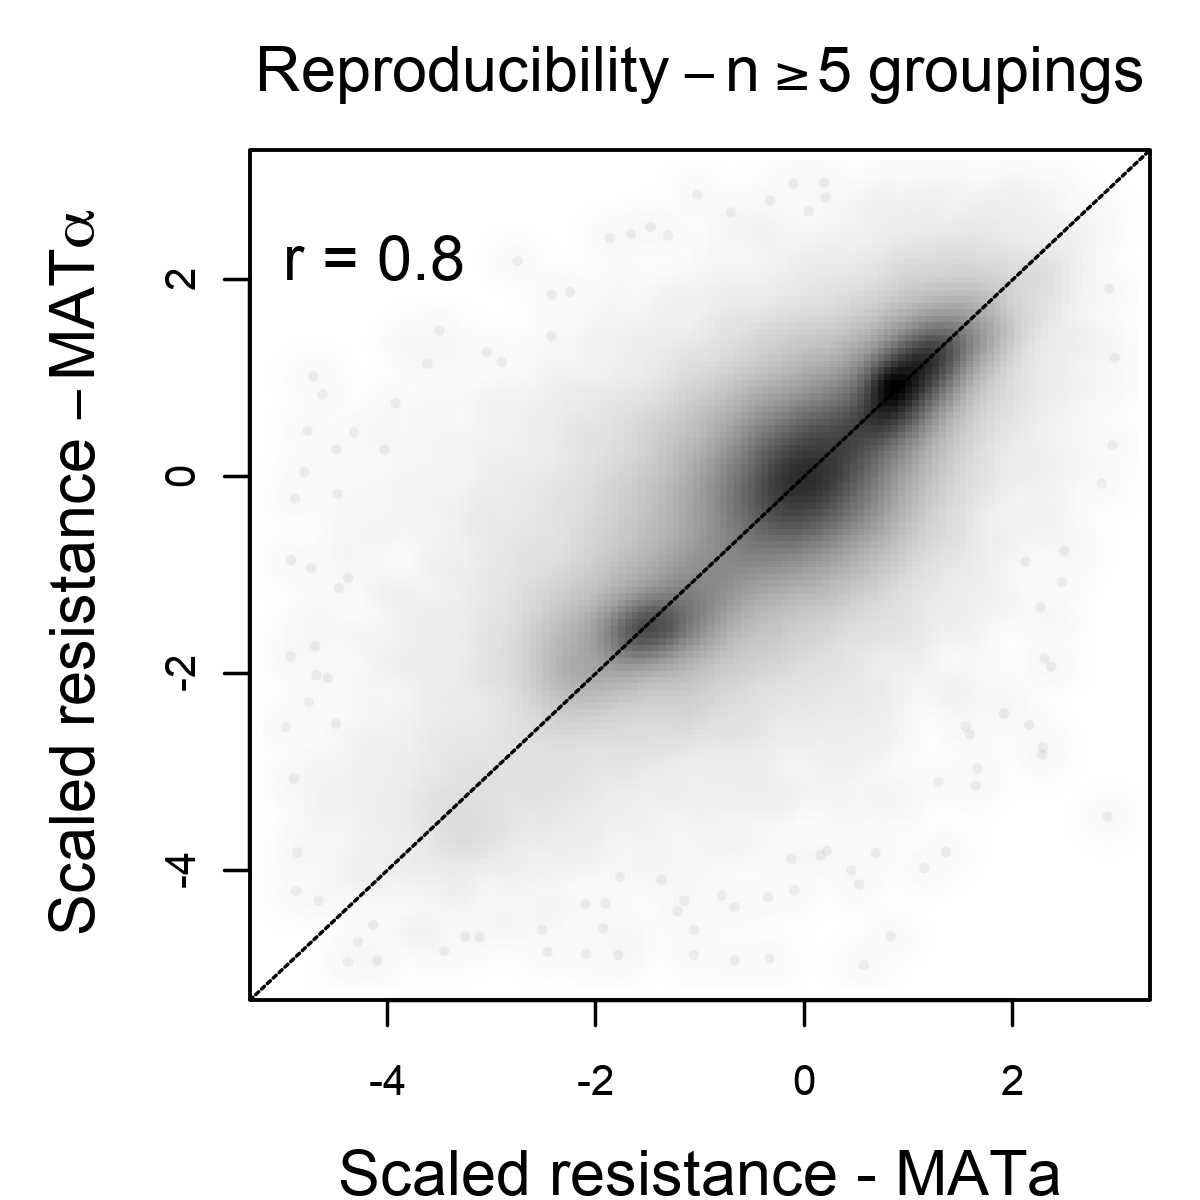 Reproducibility – n ≥ 5 groupings
r = 0.8
Scaled resistance – MATα
2
0
-2
-4
-4
-2
0
2
Scaled resistance - MATa